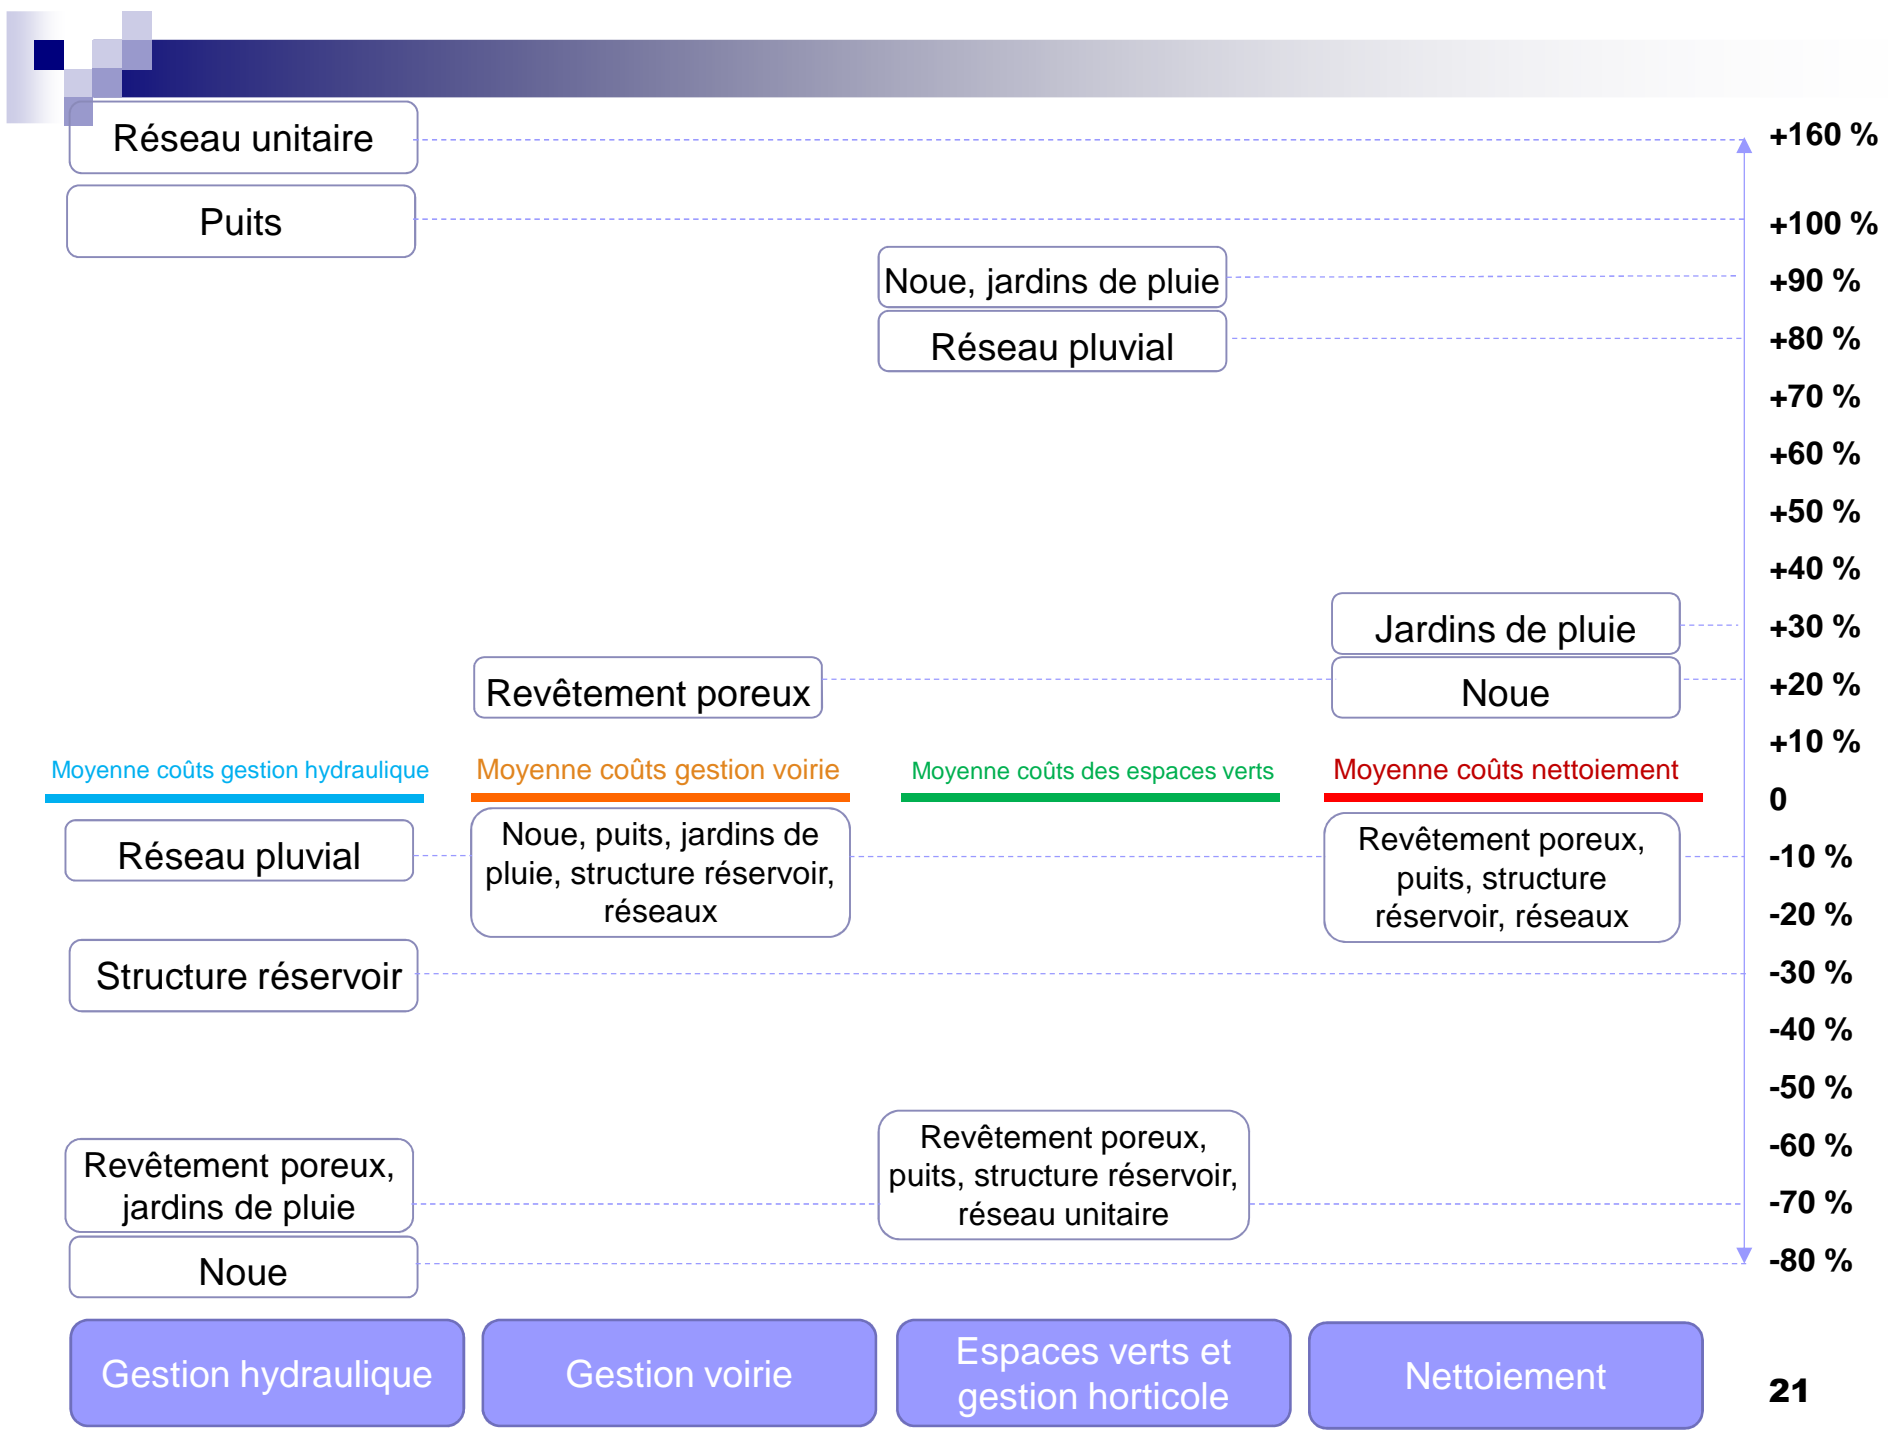 Réseau unitaire
+160 %
Puits
+100 %
Noue, jardins de pluie
+90 %
Réseau pluvial
+80 %
+70 %
+60 %
+50 %
+40 %
Jardins de pluie
+30 %
Revêtement poreux
Noue
+20 %
+10 %
Moyenne coûts gestion hydraulique
Moyenne coûts gestion voirie
Moyenne coûts des espaces verts
Moyenne coûts nettoiement
0
Réseau pluvial
Noue, puits, jardins de
pluie, structure réservoir,
réseaux
Revêtement poreux,
puits, structure
réservoir, réseaux
-10 %
-20 %
Structure réservoir
-30 %
-40 %
-50 %
Revêtement poreux,
jardins de pluie
Revêtement poreux,
puits, structure réservoir,
réseau unitaire
-60 %
-70 %
Noue
-80 %
Gestion hydraulique
Gestion voirie
Espaces verts et
gestion horticole
Nettoiement
21